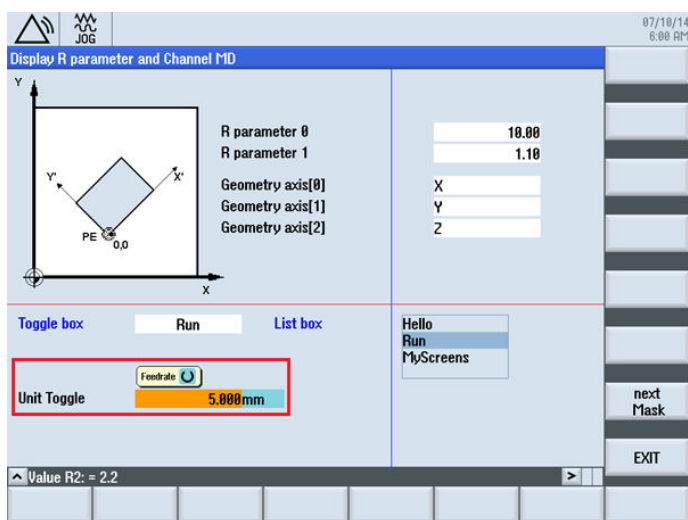 JOG
07/10/14
6:00 AM
Display R parameter and Channel MD
Y
R parameter 0 10.00
R parameter 1 1.10
Y' X' Geometry axis[0] X
Geometry axis[1] Y
Geometry axis[2] Z
PE 0,0
X
Toggle box Run List box Hello
Run
MyScreens
Feedrate
Unit Toggle 5.000mm
next
Mask
EXIT
Value R2: = 2.2